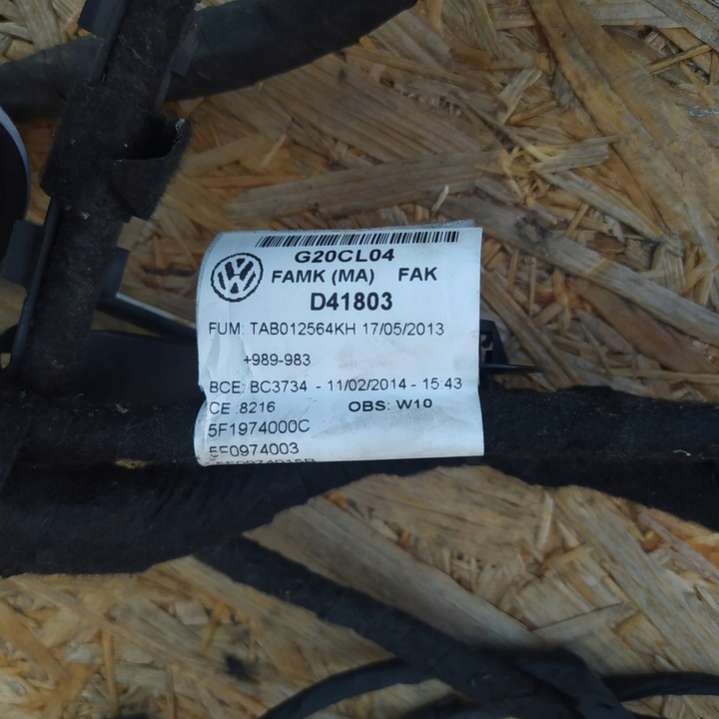 G20CL04
FAMK (MA) FAK
D41803
FUM: TAB012564KH 17/05/2013
+989-983
BCE: BC3734 - 11/02/2014 - 15 43
CE :8216 OBS: W10
5F1974000C
5F0974003